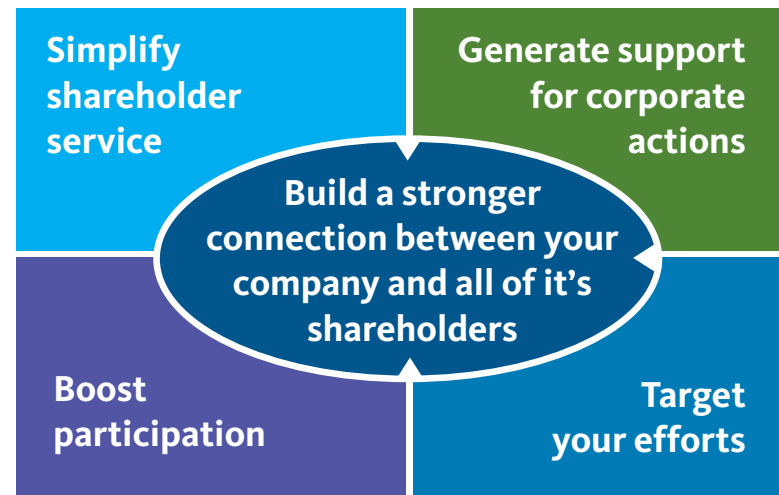 Simplify
shareholder
service
Generate support
for corporate
actions
Build a stronger
connection between your
company and all of it’s
shareholders
Boost
participation
Target
your efforts